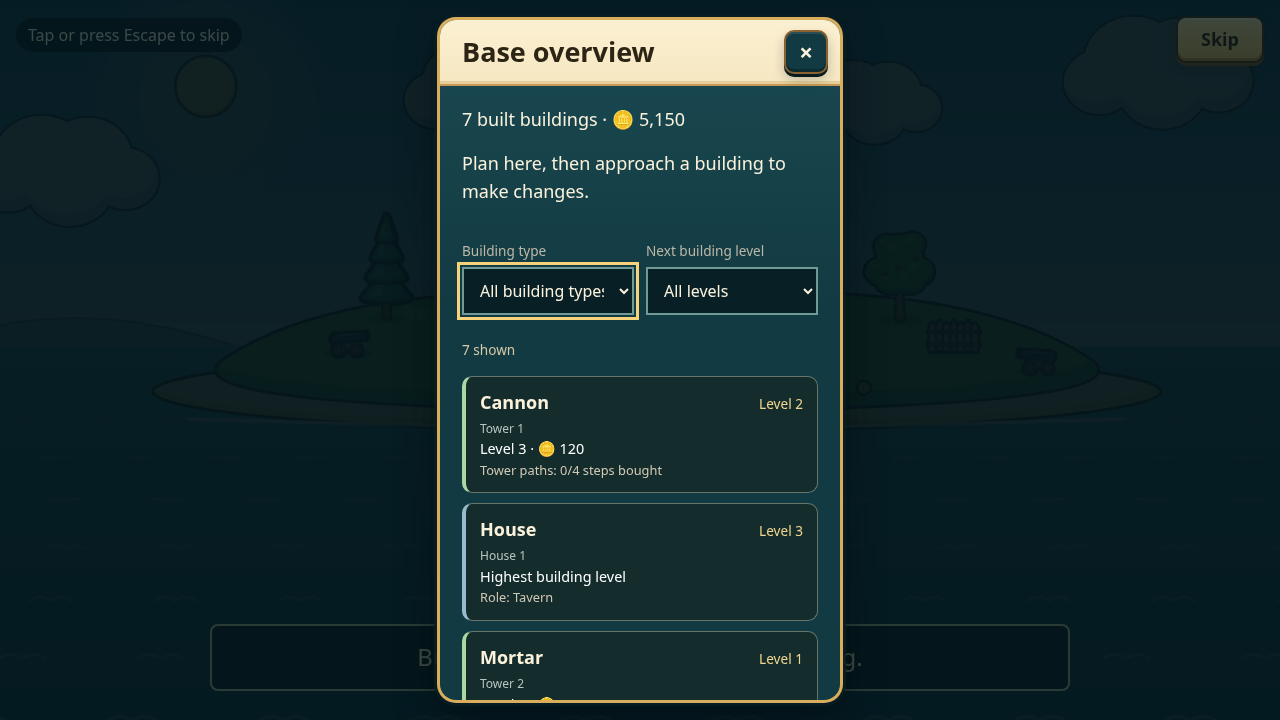 Tap or press Escape to skip
Skip
Base overview
×
7 built buildings · 🪙 5,150
Plan here, then approach a building to
make changes.
Building type
Next building level
All building types
All levels
7 shown
Cannon
Level 2
Tower 1
Level 3 · 🪙 120
Tower paths: 0/4 steps bought
House
Level 3
House 1
Highest building level
Role: Tavern
Mortar
Level 1
Tower 2